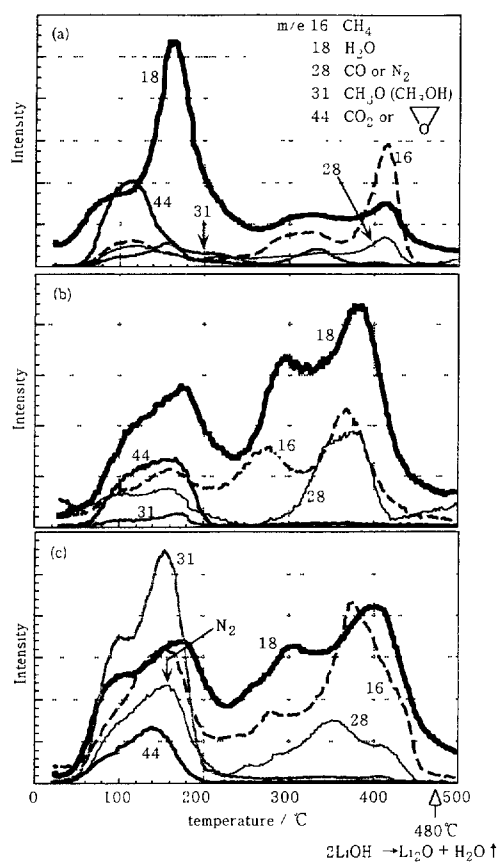 (a)
m/e 16 CH₄
18 H₂O
28 CO or N₂
31 CH₃O (CH₃OH)
44 CO₂ or O
18
44
31
28
16
Intensity
(b)
18
44
16
28
31
Intensity
(c)
31
N₂
18
16
28
44
Intensity
0 100 200 300 400 500
temperature / ℃
480℃
2LiOH →Li₂O + H₂O ↑